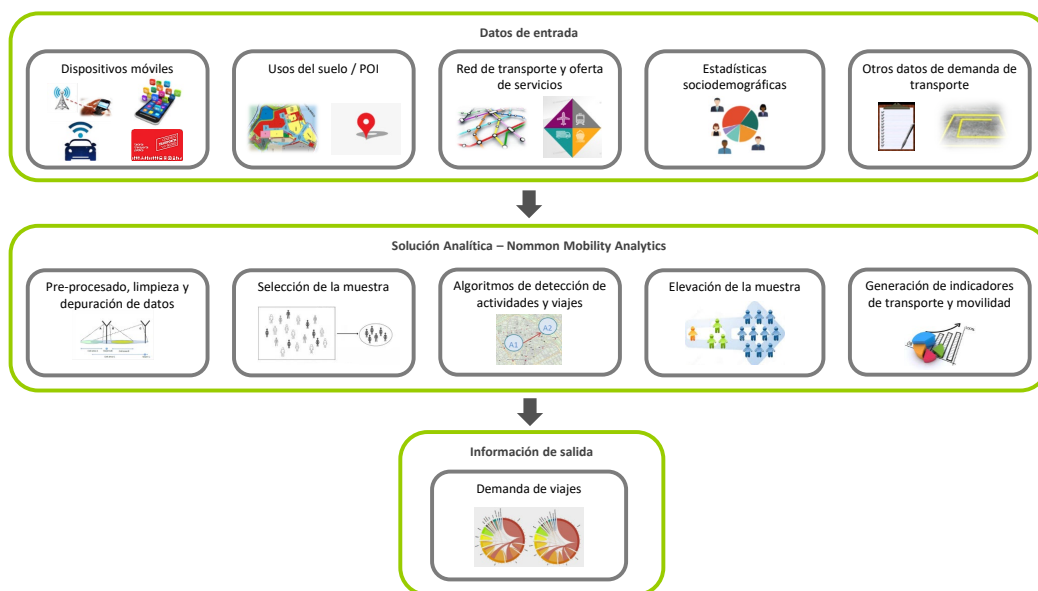 Datos de entrada
Dispositivos móviles
Usos del suelo / POI
Red de transporte y oferta
de servicios
Estadísticas
sociodemográficas
Otros datos de demanda de
transporte
Solución Analítica – Nommon Mobility Analytics
Pre-procesado, limpieza y
depuración de datos
Selección de la muestra
Algoritmos de detección de
actividades y viajes
A1
A2
Elevación de la muestra
Generación de indicadores
de transporte y movilidad
Información de salida
Demanda de viajes